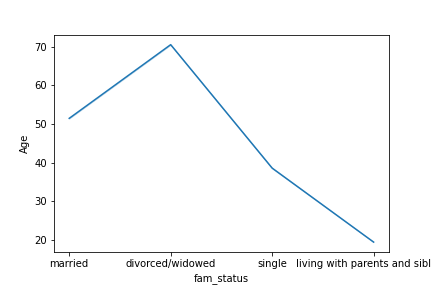 70
60
50
40
30
20
Age
married divorced/widowed single living with parents and sibl
fam_status